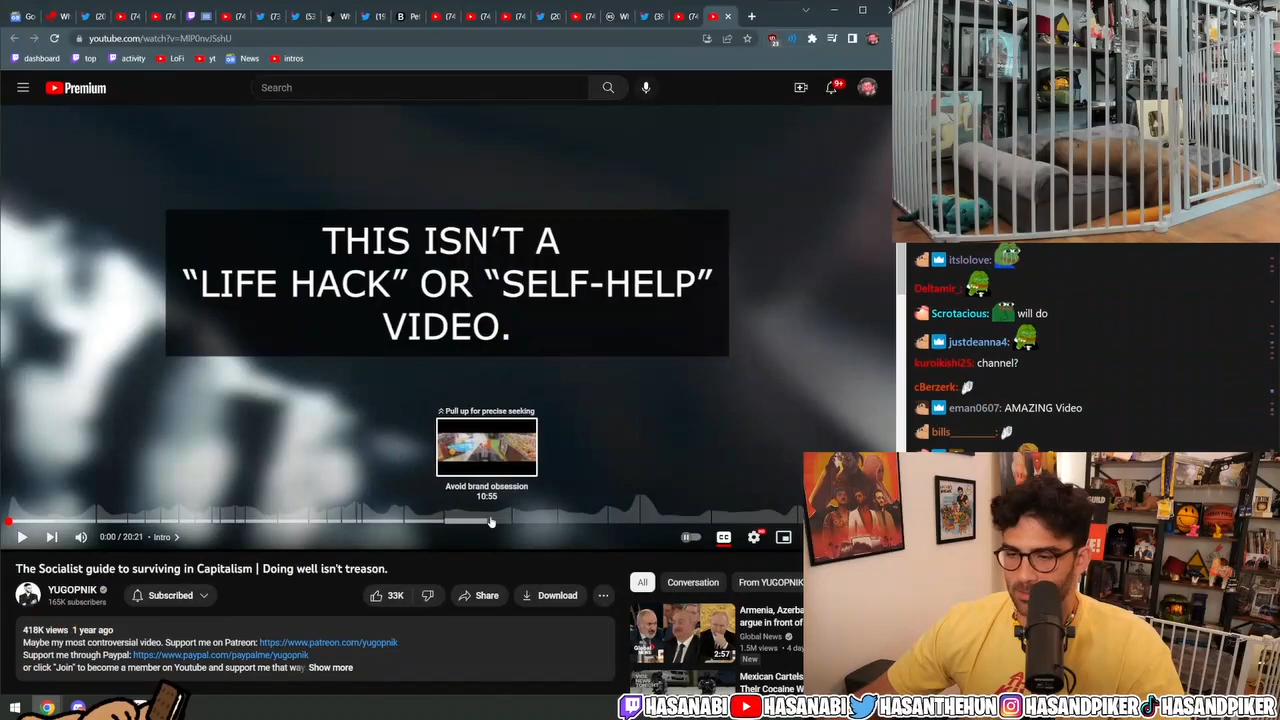 youtube.com/watch?v=MlP0nvJSshU
dashboard
top
activity
LoFi
yt
News
intros
Premium
Search
9+
THIS ISN'T A
"LIFE HACK" OR "SELF-HELP"
VIDEO.
Pull up for precise seeking
Avoid brand obsession
10:55
0:00 / 20:21 • Intro
The Socialist guide to surviving in Capitalism | Doing well isn't treason.
YUGOPNIK
165K subscribers
Subscribed
33K
Share
Download
418K views 1 year ago
Maybe my most controversial video. Support me on Patreon: https://www.patreon.com/yugopnik
Support me through Paypal: https://www.paypal.com/paypalme/yugopnik
or click "Join" to become a member on Youtube and support me that way. Show more
All
Conversation
From YUGOPNIK
Armenia, Azerba
argue in front of
Global News
1.5M views • 4 day
New
2:57
Mexican Cartels
Their Cocaine W
itslolove:
Deltamir_:
Scrotacious: will do
justdeanna4:
kuroikishi25: channel?
cBerzerk:
eman0607: AMAZING Video
bills________:
HASANABI
HASANABI
HASANTHEHUN
HASANDPIKER
HASANDPIKER